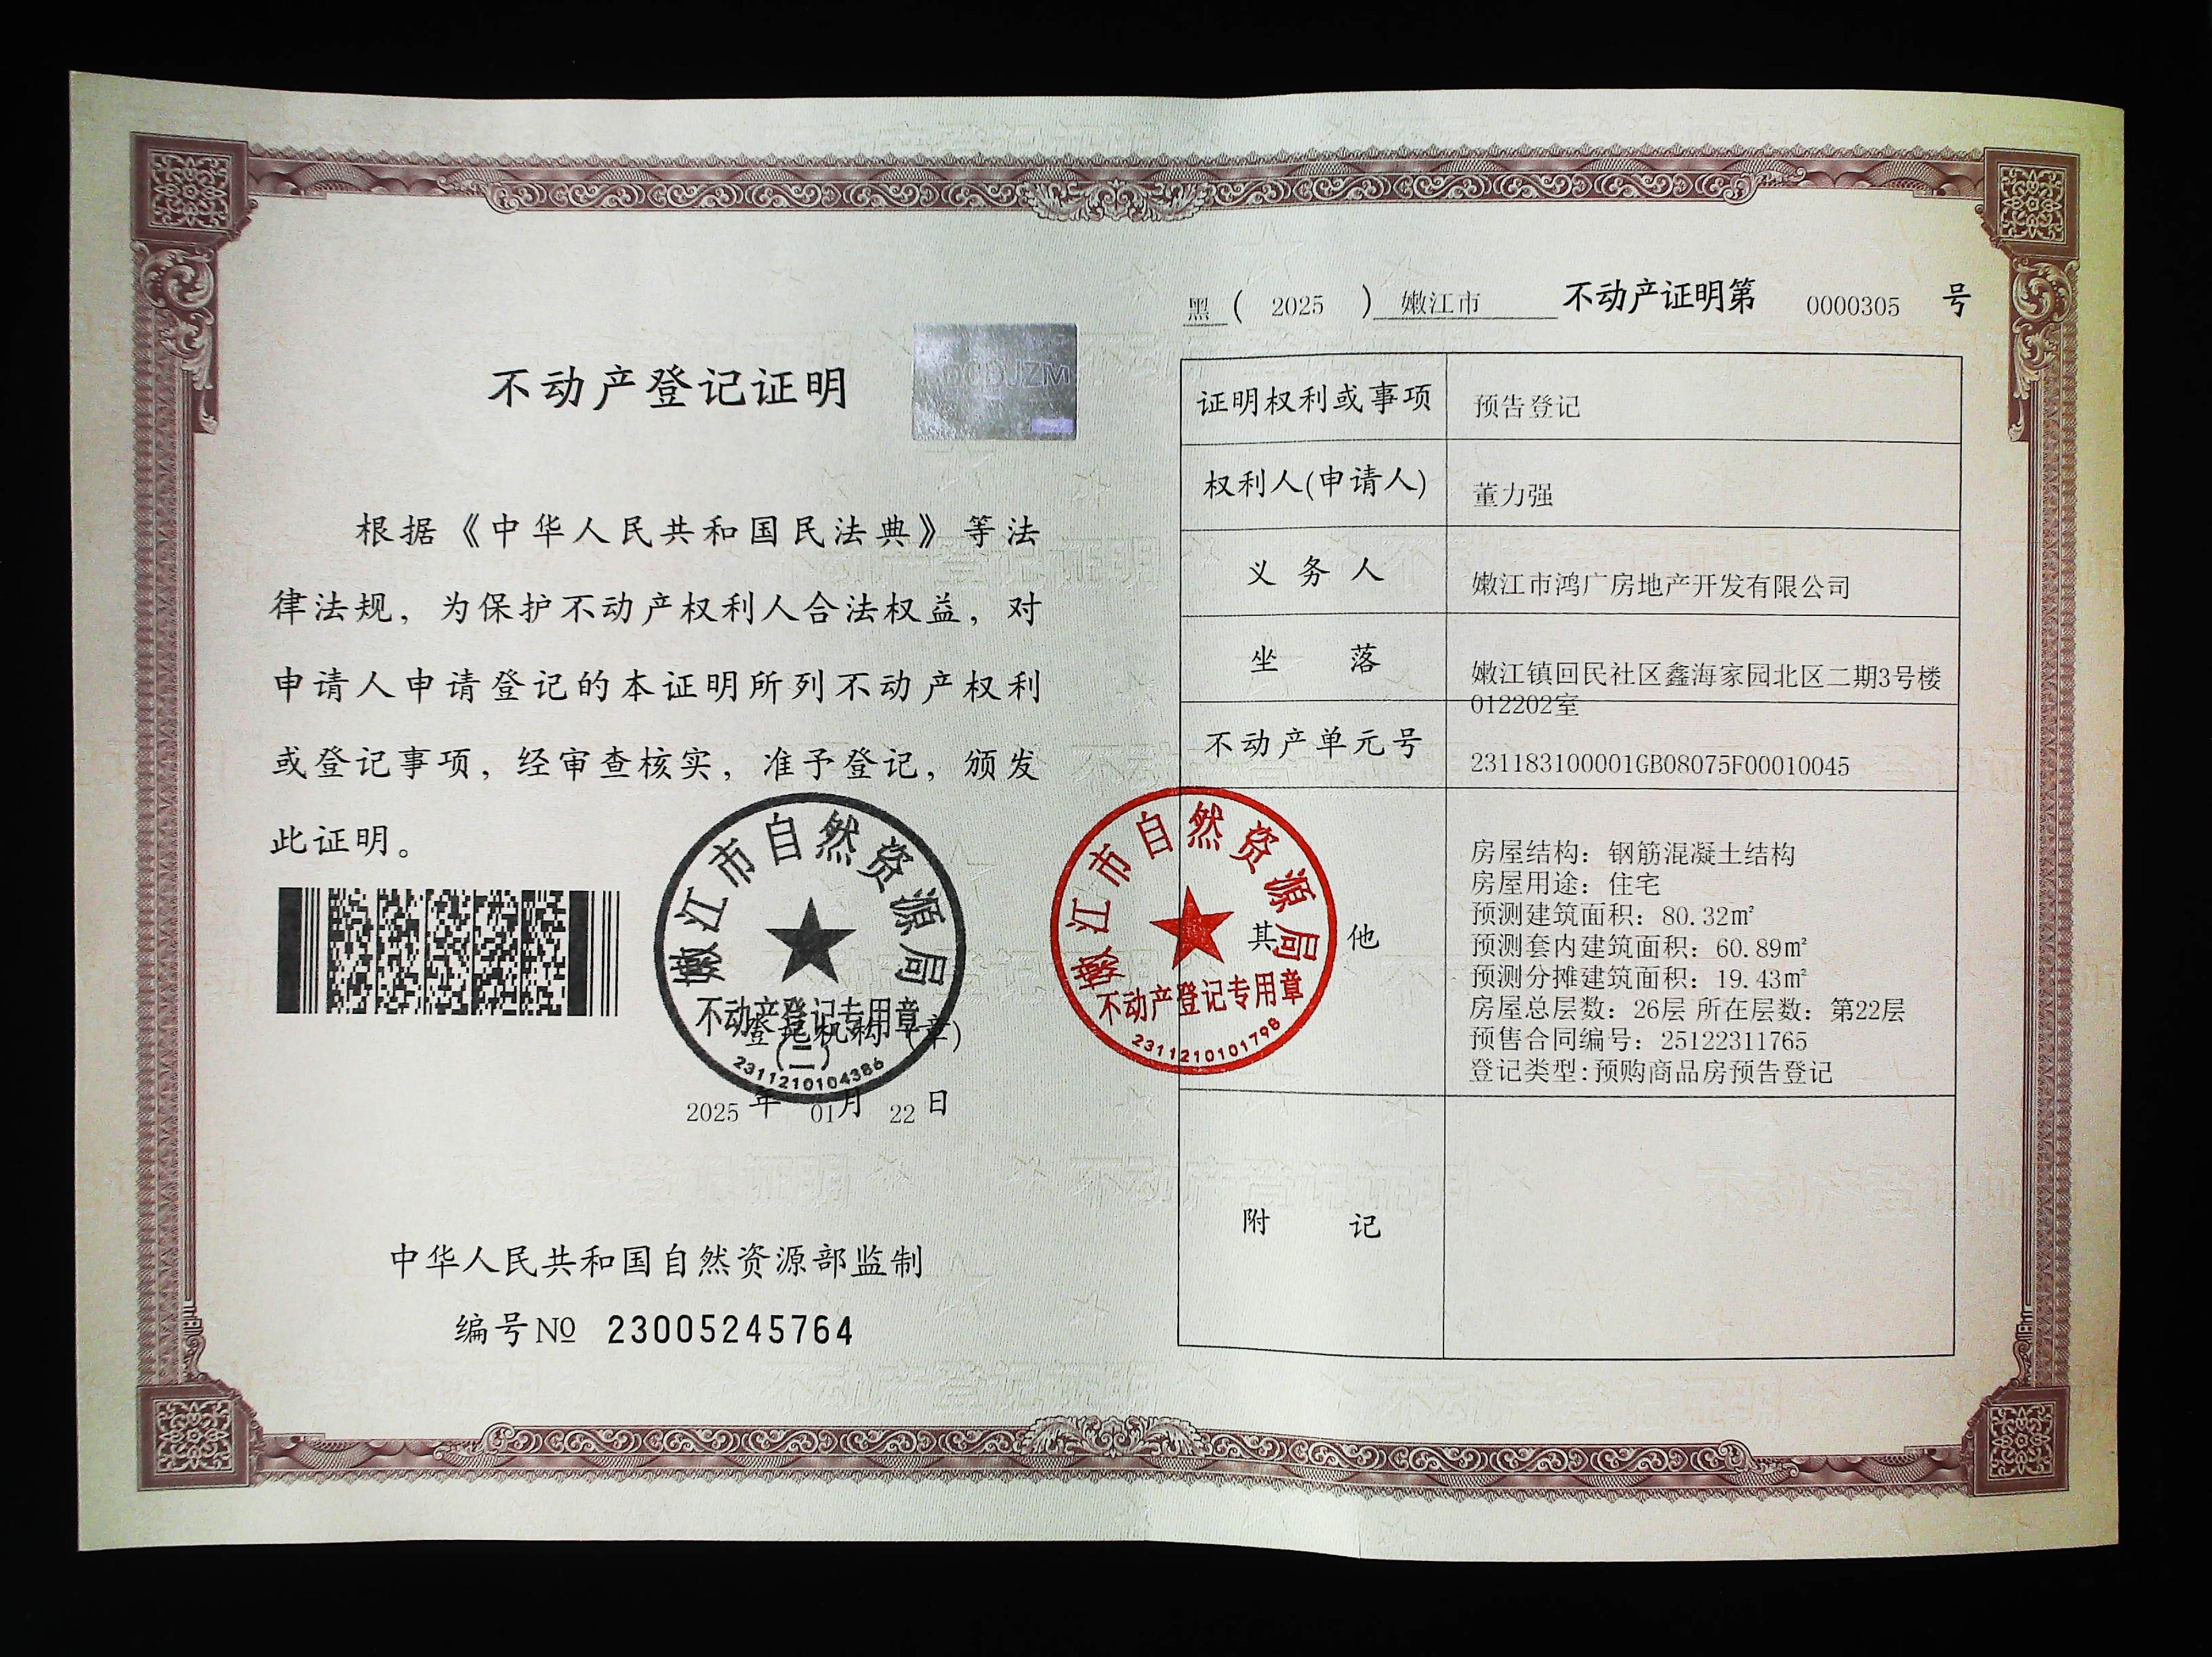 不动产登记证明
QCDJZM
根据《中华人民共和国民法典》等法
律法规，为保护不动产权利人合法权益，对
申请人申请登记的本证明所列不动产权利
或登记事项，经审查核实，准予登记，颁发
此证明。
嫩江市自然资源局
不动产登记专用章
(二)
2311210104386
登记机构（章）
2025 年 01月 22 日
中华人民共和国自然资源部监制
编号№ 23005245764
黑（ 2025 ）嫩江市 不动产证明第 0000305 号
证明权利或事项 预告登记
权利人(申请人) 董力强
义务人 嫩江市鸿广房地产开发有限公司
坐落 嫩江镇回民社区鑫海家园北区二期3号楼
012202室
不动产单元号 231183100001GB08075F00010045
嫩江市自然资源局
不动产登记专用章
2311210101798
其他
房屋结构：钢筋混凝土结构
房屋用途：住宅
预测建筑面积：80.32㎡
预测套内建筑面积：60.89㎡
预测分摊建筑面积：19.43㎡
房屋总层数：26层 所在层数：第22层
预售合同编号：25122311765
登记类型:预购商品房预告登记
附记